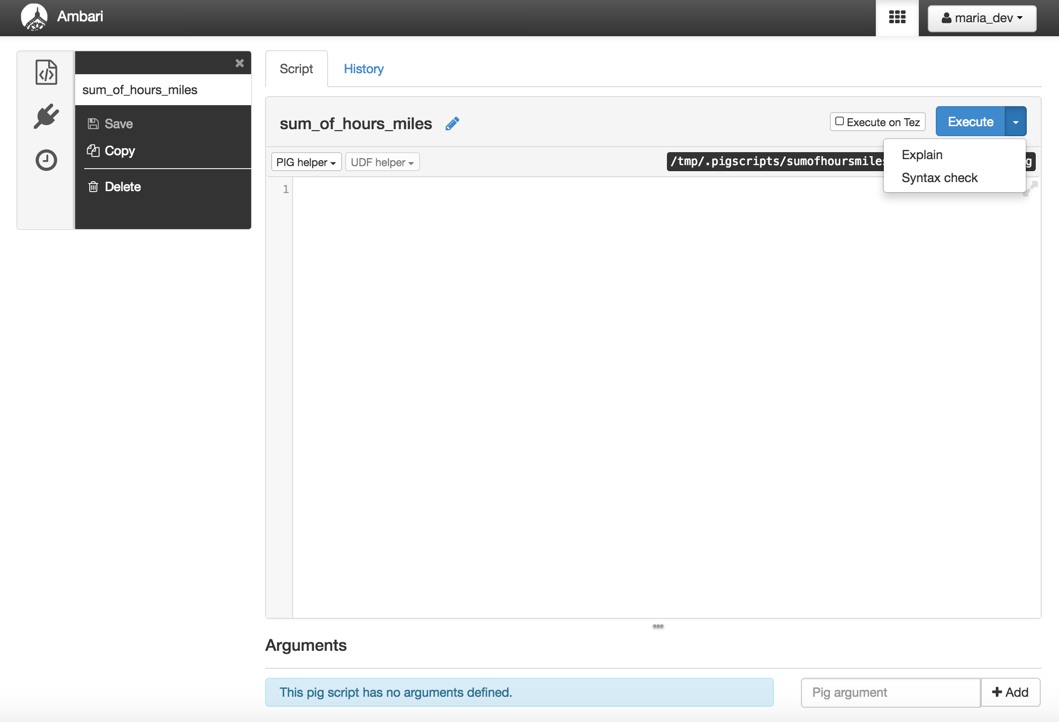 Ambari
maria_dev
sum_of_hours_miles
Save
Copy
Delete
Script History
sum_of_hours_miles
Execute on Tez Execute
Explain
Syntax check
PIG helper UDF helper
/tmp/.pigscripts/sumofhoursmiles
g
1
Arguments
This pig script has no arguments defined.
Pig argument
+ Add